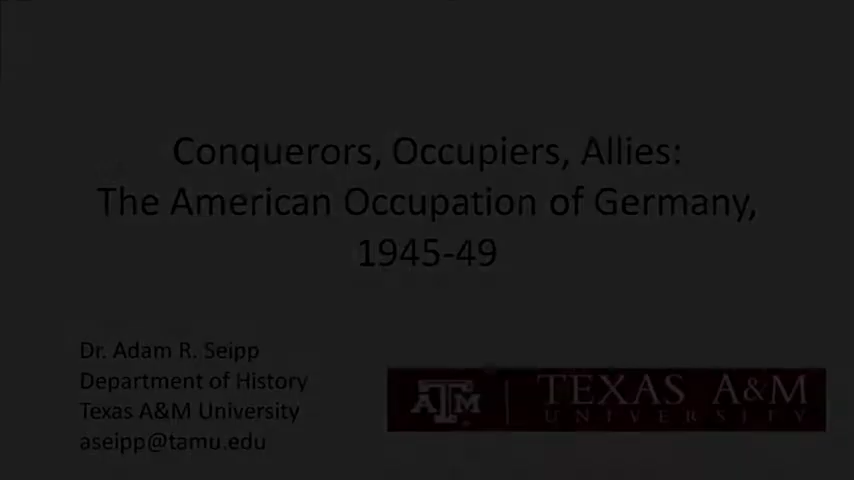 Conquerors, Occupiers, Allies:
The American Occupation of Germany,
1945-49
Dr. Adam R. Seipp
Department of History
Texas A&M University
aseipp@tamu.edu
ATM
TEXAS A&M
UNIVERSITY